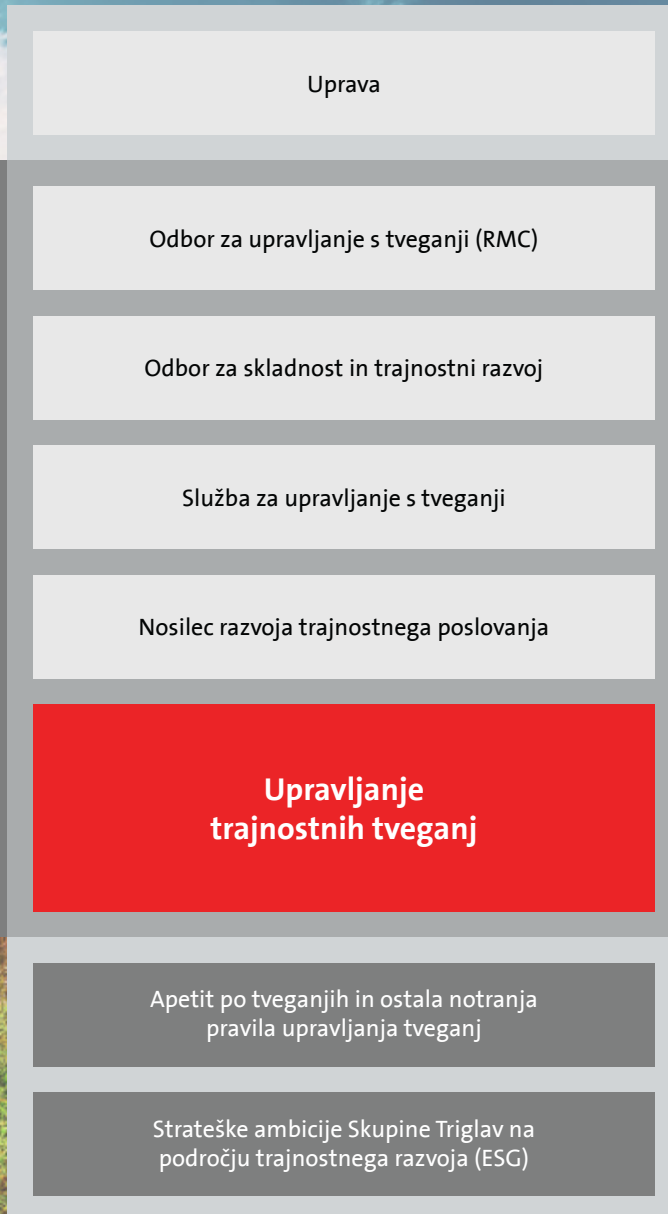 Uprava
Odbor za upravljanje s tveganji (RMC)
Odbor za skladnost in trajnostni razvoj
Služba za upravljanje s tveganji
Nosilec razvoja trajnostnega poslovanja
Upravljanje
trajnostnih tveganj
Apetit po tveganjih in ostala notranja
pravila upravljanja tveganj
Strateške ambicije Skupine Triglav na
področju trajnostnega razvoja (ESG)